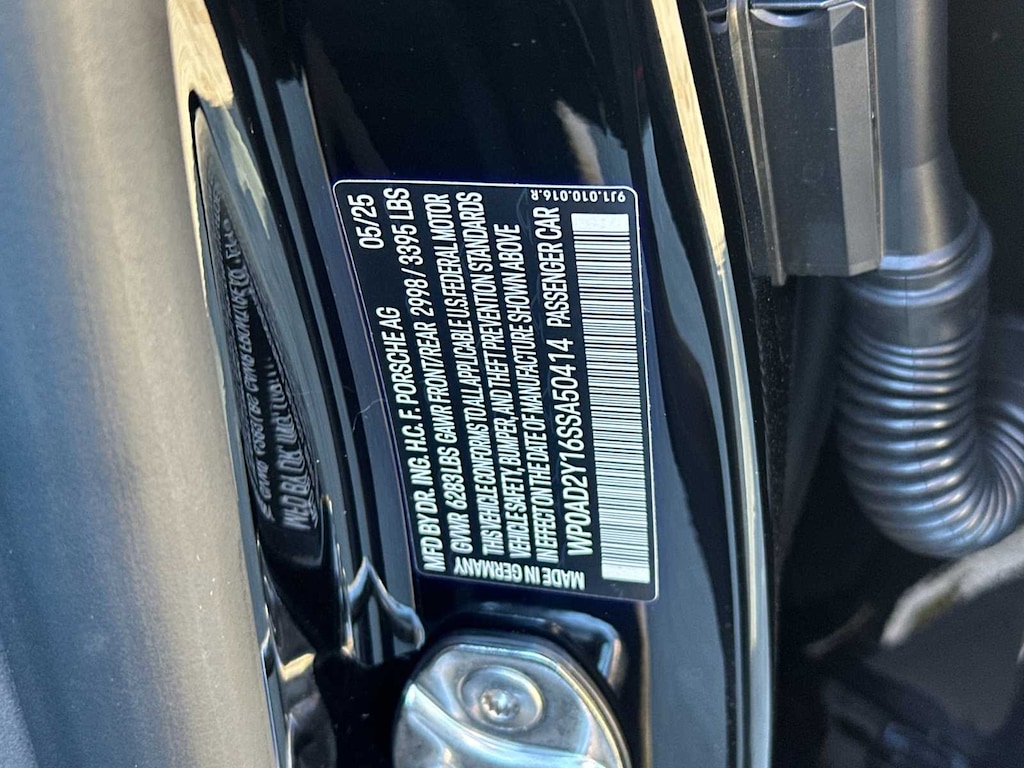 MFD BY DR. ING. H.C. F. PORSCHE AG 05/25
GVWR 6283 LBS GAWR FRONT/REAR 2998 / 3395 LBS
THIS VEHICLE CONFORMS TO ALL APPLICABLE U.S. FEDERAL MOTOR
VEHICLE SAFETY, BUMPER, AND THEFT PREVENTION STANDARDS
IN EFFECT ON THE DATE OF MANUFACTURE SHOWN ABOVE
WP0AD2Y16SSA50414 PASSENGER CAR
MADE IN GERMANY
9J1.010.016.R